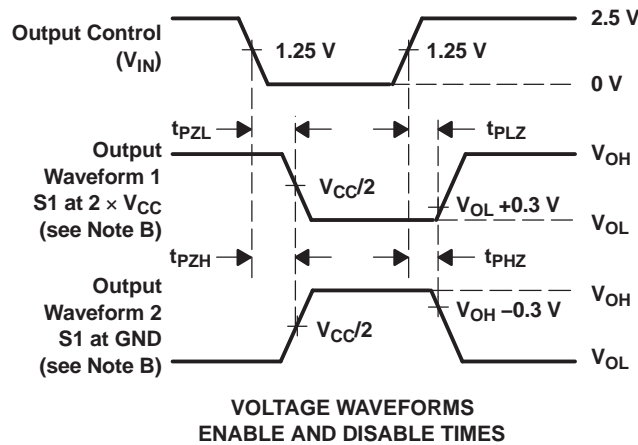 Output Control
(VIN)
1.25 V
1.25 V
2.5 V
0 V
tPZL
tPLZ
Output
Waveform 1
S1 at 2 × VCC
(see Note B)
VCC/2
VOH
VOL +0.3 V
VOL
tPZH
tPHZ
Output
Waveform 2
S1 at GND
(see Note B)
VCC/2
VOH
VOH –0.3 V
VOL
VOLTAGE WAVEFORMS
ENABLE AND DISABLE TIMES